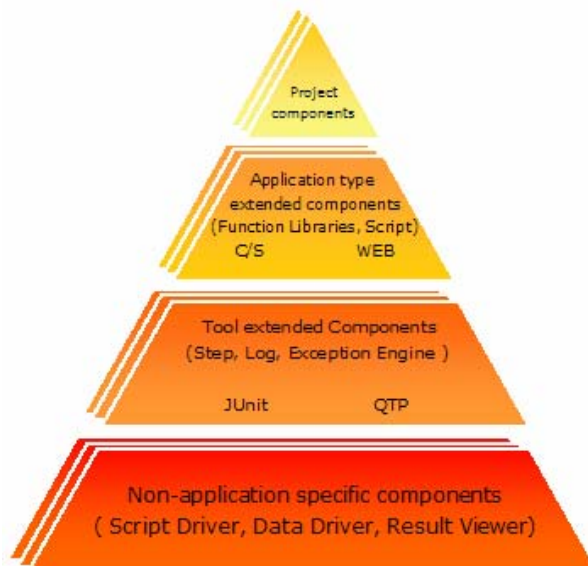 Project
components
Application type
extended components
(Function Libraries, Script)
C/S WEB
Tool extended Components
(Step, Log, Exception Engine )
JUnit QTP
Non-application specific components
( Script Driver, Data Driver, Result Viewer)